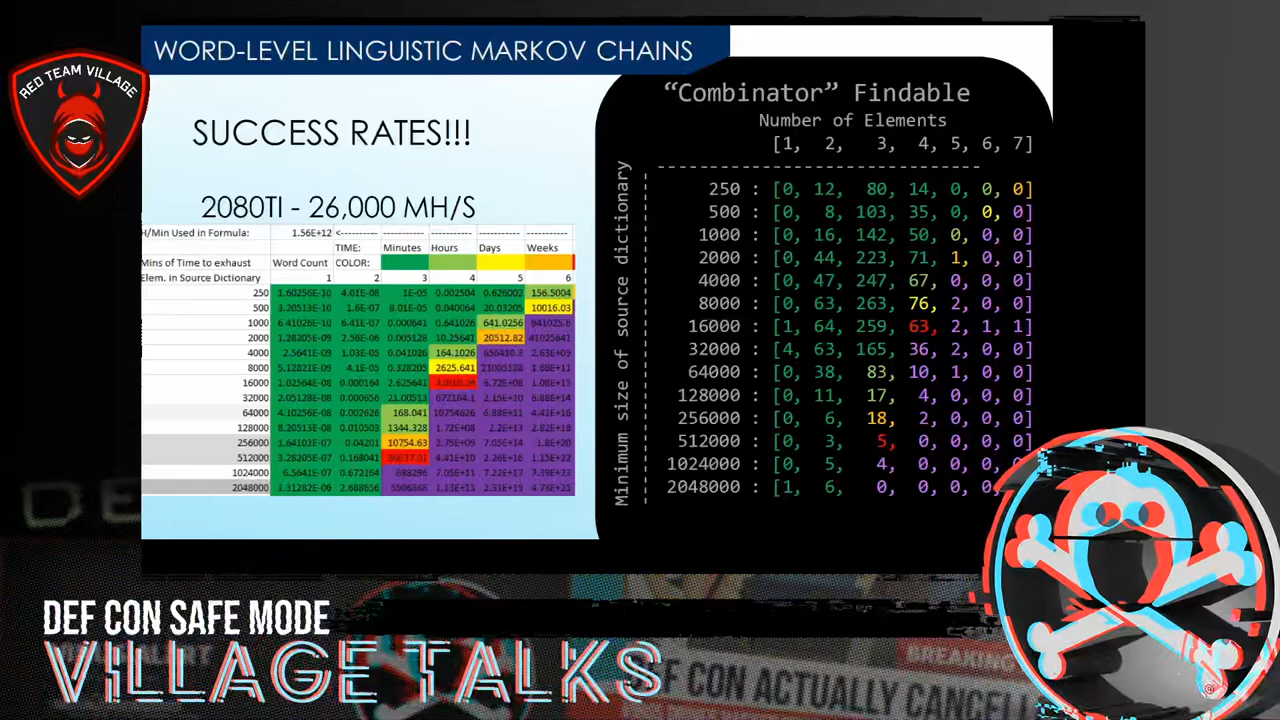 RED TEAM VILLAGE
WORD-LEVEL LINGUISTIC MARKOV CHAINS
SUCCESS RATES!!!
2080TI - 26,000 MH/S
H/Min Used in Formula: 1.56E+12 <---------- ----------- ----------- ----------- -----------
TIME: Minutes Hours Days Weeks
Mins of Time to exhaust Word Count COLOR:
Elem. in Source Dictionary 1 2 3 4 5 6
250 1.60256E-10 4.01E-08 1E-05 0.002504 0.626002 156.5004
500 3.20513E-10 1.6E-07 8.01E-05 0.040064 20.03205 10016.03
1000 6.41026E-10 6.41E-07 0.000641 0.641026 641.0256 641025.6
2000 1.28205E-09 2.56E-06 0.005128 10.25641 20512.82 41025641
4000 2.5641E-09 1.03E-05 0.041026 164.1026 656410.3 2.63E+09
8000 5.12821E-09 4.1E-05 0.328205 2625.641 21005128 1.68E+11
16000 1.02564E-08 0.000164 2.625641 6.72E+08 1.08E+13
32000 2.05128E-08 0.000656 21.00513 672164.1 2.15E+10 6.88E+14
64000 4.10256E-08 0.002626 168.041 10754626 6.88E+11 4.41E+16
128000 8.20513E-08 0.010503 1344.328 1.72E+08 2.2E+13 2.82E+18
256000 1.64103E-07 0.04201 10754.63 2.75E+09 7.05E+14 1.8E+20
512000 3.28205E-07 0.168041 4.41E+10 2.26E+16 1.15E+22
1024000 6.5641E-07 0.672164 688296 7.05E+11 7.22E+17
2048000 1.31282E-06 2.688656 5506368 1.13E+13 2.31E+19 4.73E+25
“Combinator” Findable
Number of Elements
[1, 2, 3, 4, 5, 6, 7]
Minimum size of source dictionary
250 : [0, 12, 80, 14, 0, 0, 0]
500 : [0, 8, 103, 35, 0, 0, 0]
1000 : [0, 16, 142, 50, 0, 0, 0]
2000 : [0, 44, 223, 71, 1, 0, 0]
4000 : [0, 47, 247, 67, 0, 0, 0]
8000 : [0, 63, 263, 76, 2, 0, 0]
16000 : [1, 64, 259, 63, 2, 1, 1]
32000 : [4, 63, 165, 36, 2, 0, 0]
64000 : [0, 38, 83, 10, 1, 0, 0]
128000 : [0, 11, 17, 4, 0, 0, 0]
256000 : [0, 6, 18, 2, 0, 0, 0]
512000 : [0, 3, 5, 0, 0, 0, 0]
1024000 : [0, 5, 4, 0, 0, 0, 0]
2048000 : [1, 6, 0, 0, 0,
DEF CON SAFE MODE
VILLAGE TALKS
DEF CON ACTUALLY CANCELL
BREAKING